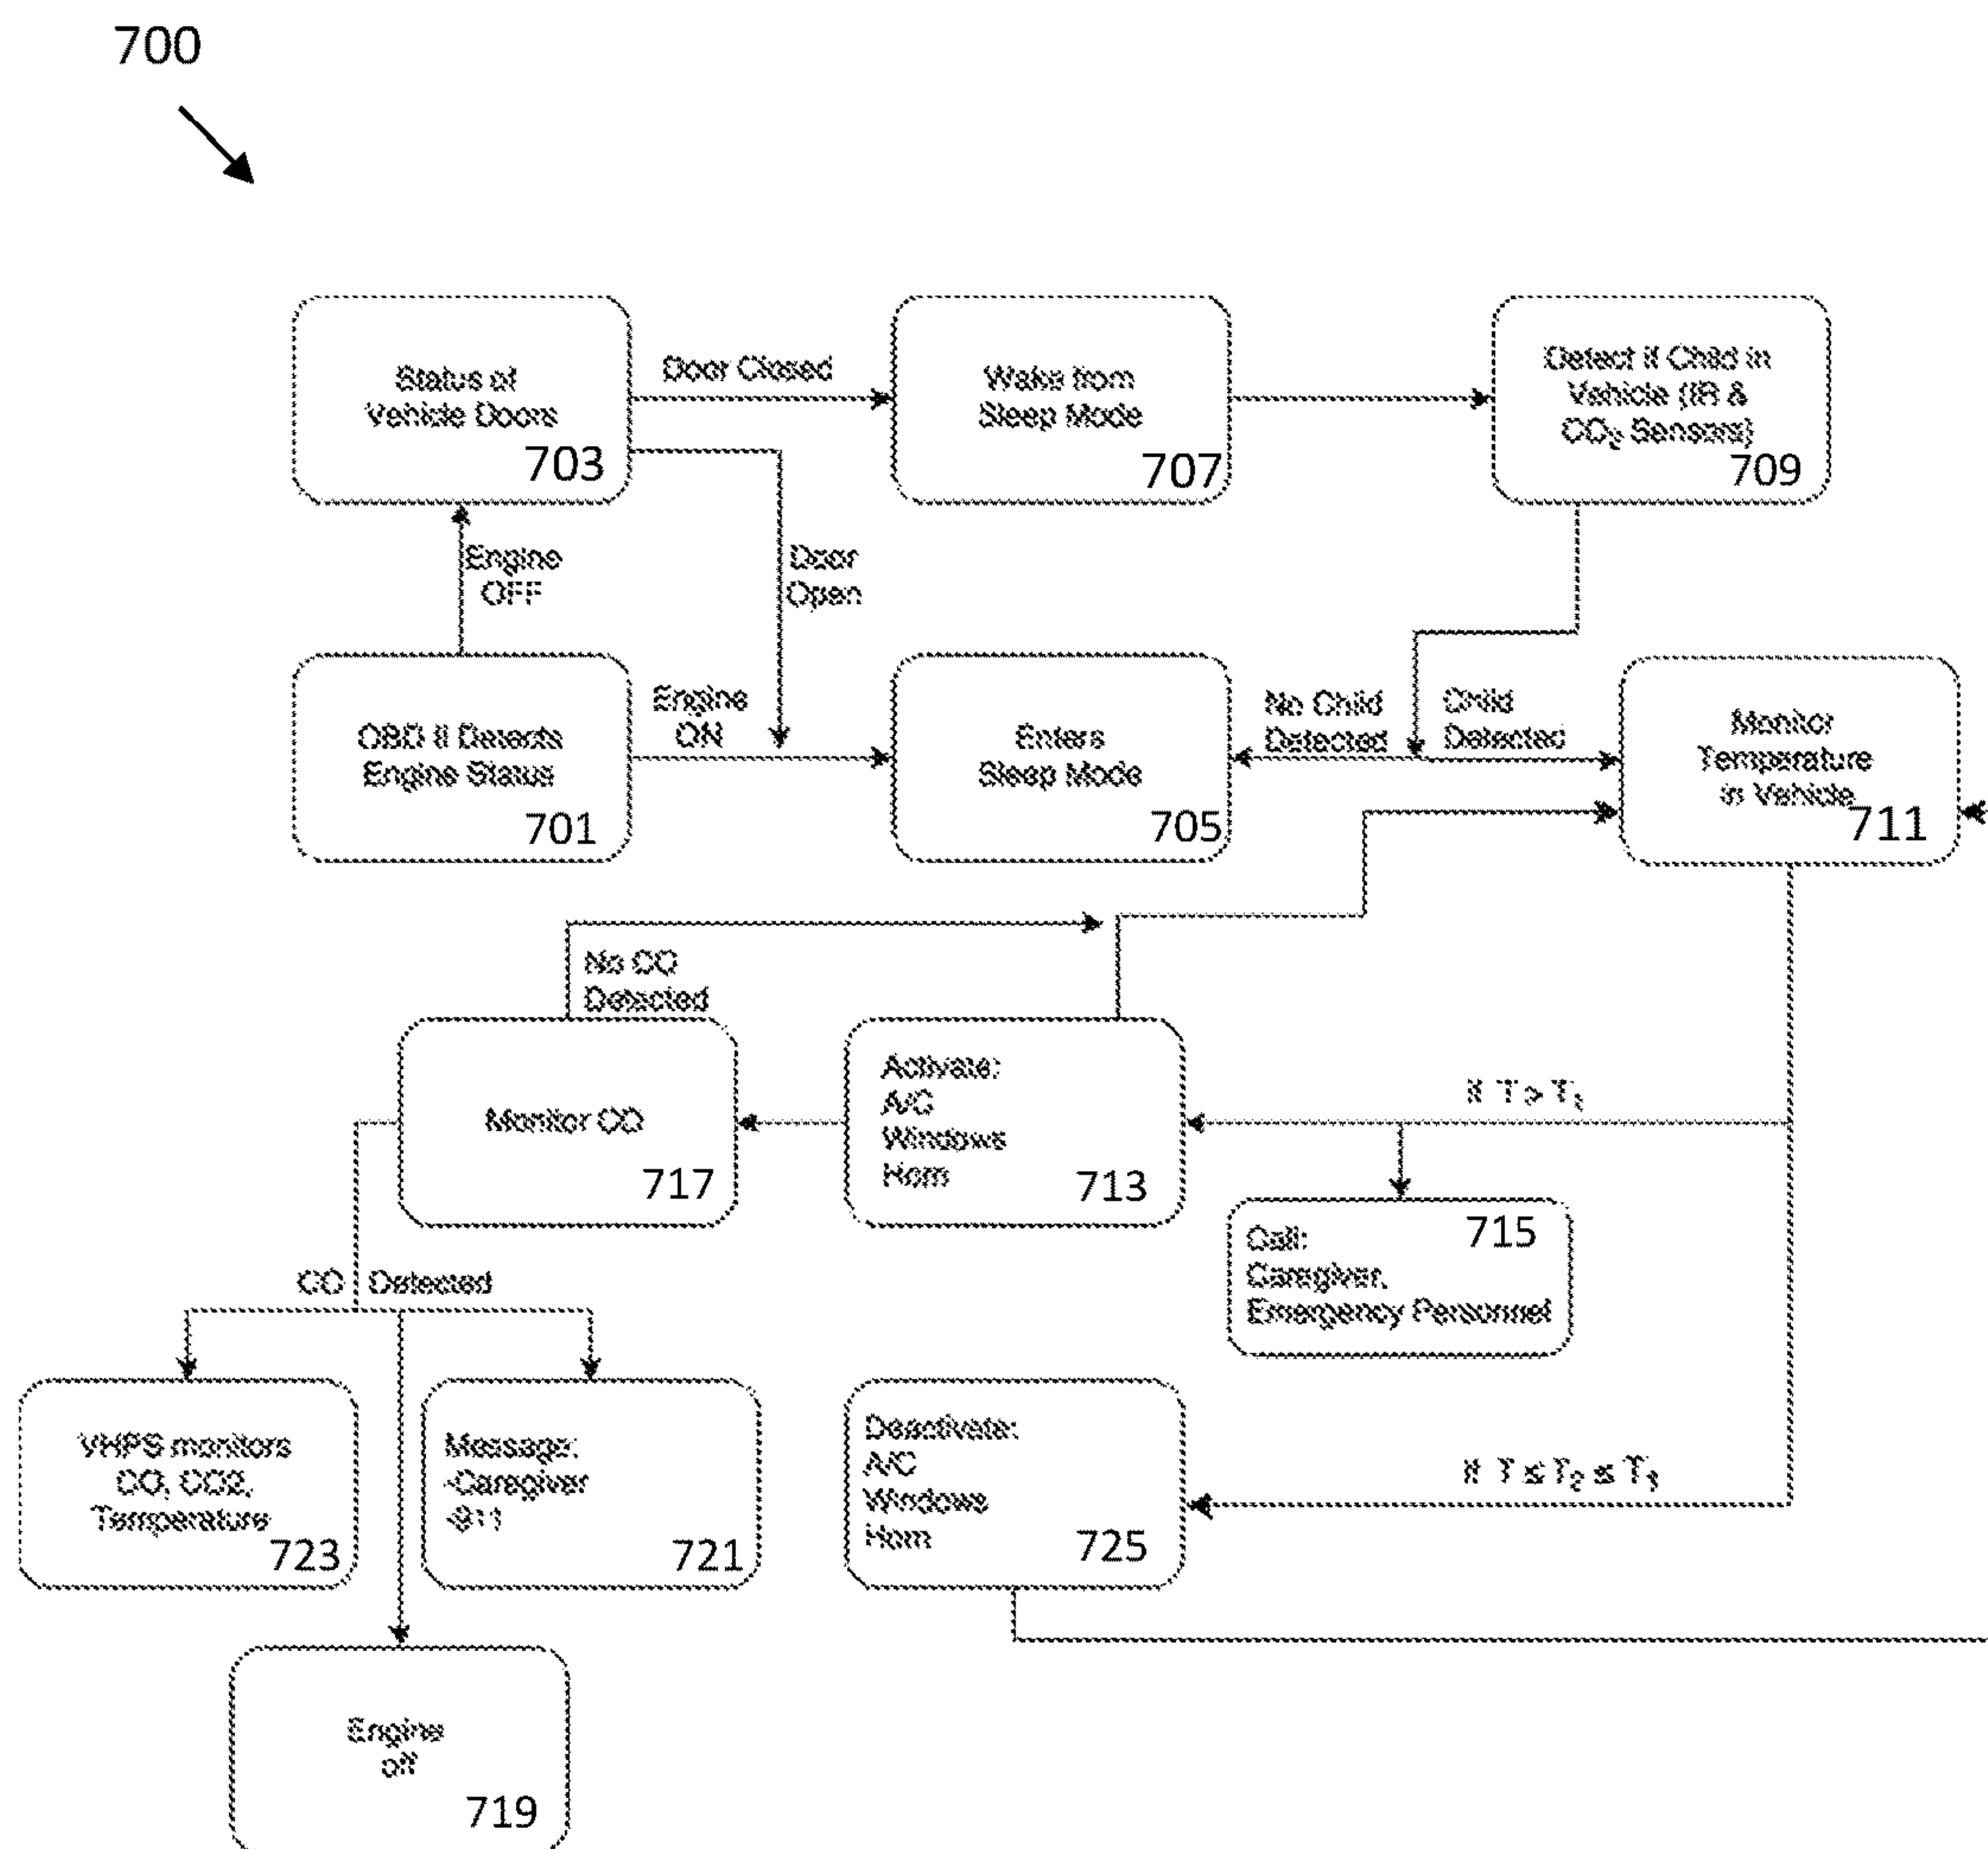 700
Status of
Vehicle Doors
703
Door Closed
Wake from
Sleep Mode
707
Detect if Child in
Vehicle (IR &
CO₂ Sensors)
709
Engine
OFF
Door
Open
OBD II Detects
Engine Status
701
Engine
ON
Enters
Sleep Mode
705
No Child
Detected
Child
Detected
Monitor
Temperature
in Vehicle
711
No CO
Detected
Monitor CO
717
Activate:
A/C
Windows
Horn
713
If T > T₁
Call:
Caregiver,
Emergency Personnel
715
CO Detected
VHPS monitors
CO, CO2,
Temperature
723
Message:
-Caregiver
-911
721
Deactivate:
A/C
Windows
Horn
725
If T ≤ T₂ ≤ T₁
Engine
off
719